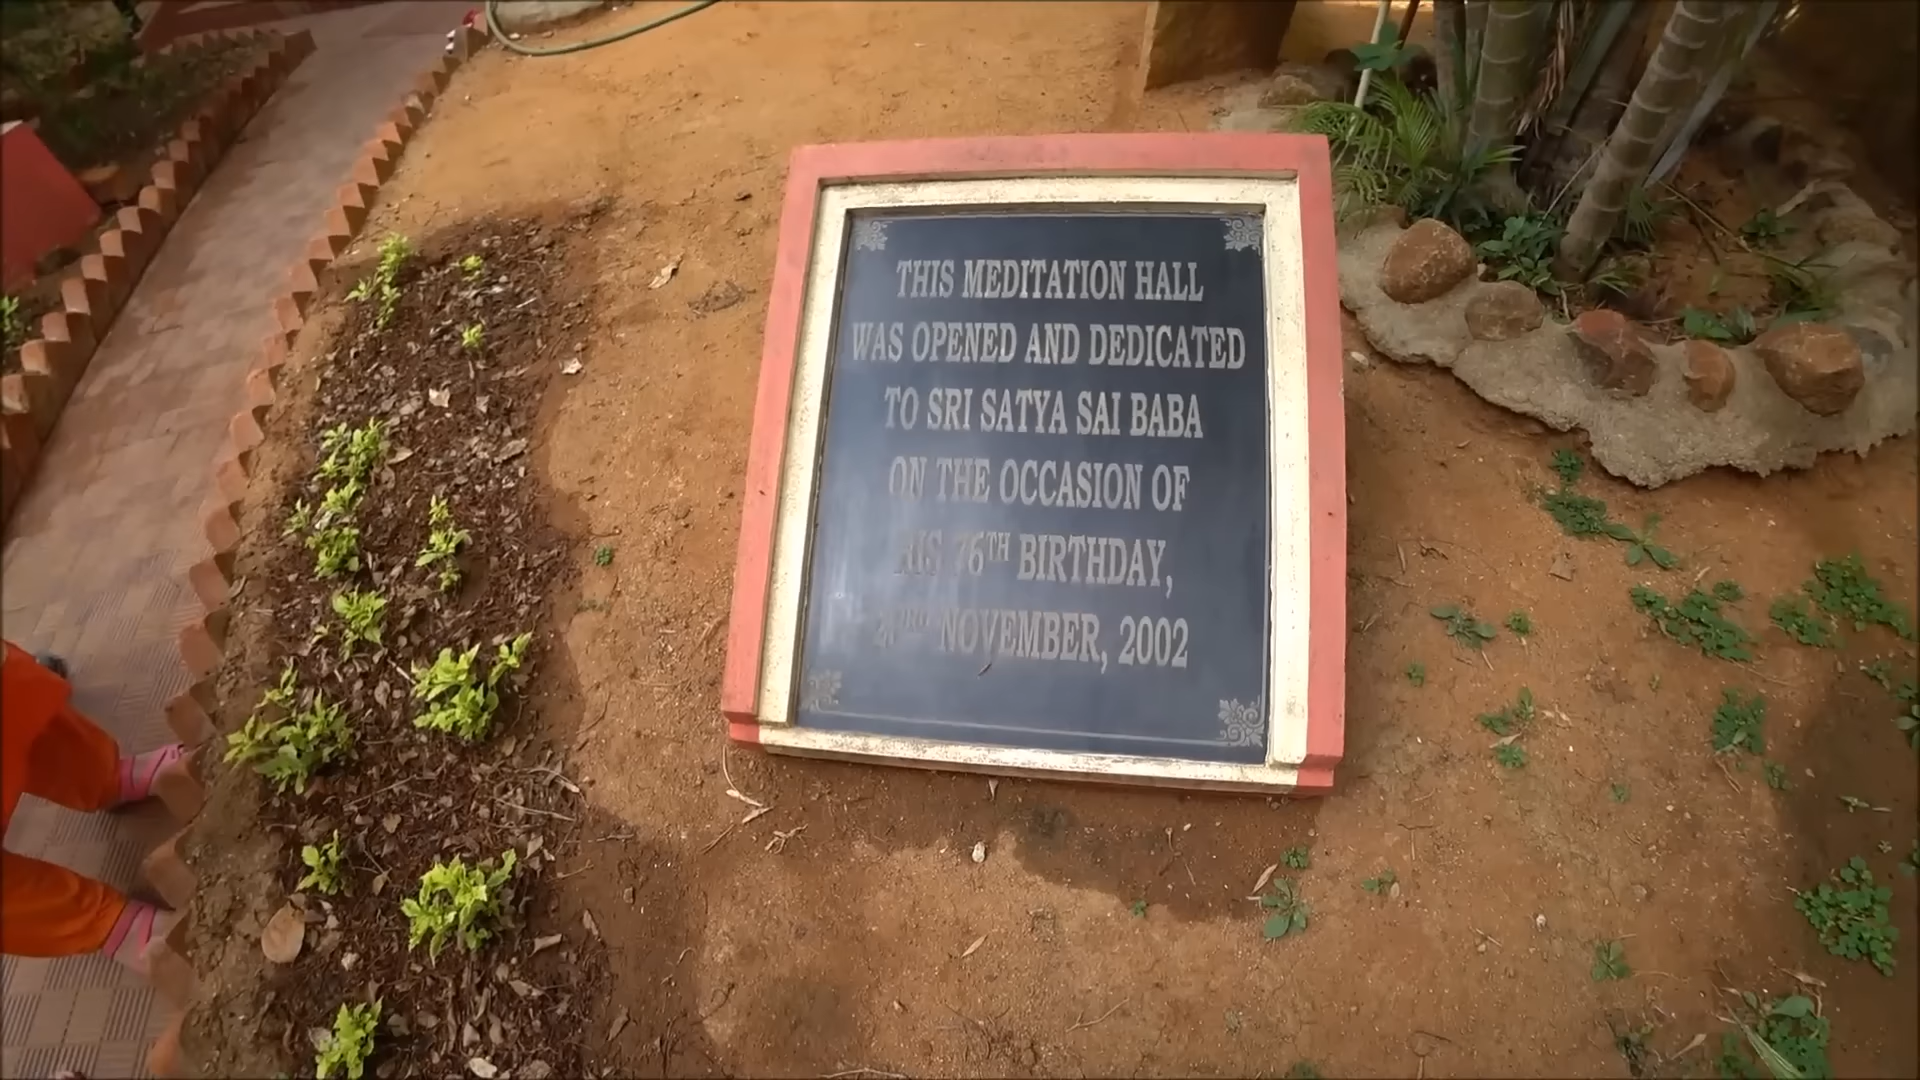 THIS MEDITATION HALL
WAS OPENED AND DEDICATED
TO SRI SATYA SAI BABA
ON THE OCCASION OF
HIS 76TH BIRTHDAY,
NOVEMBER, 2002